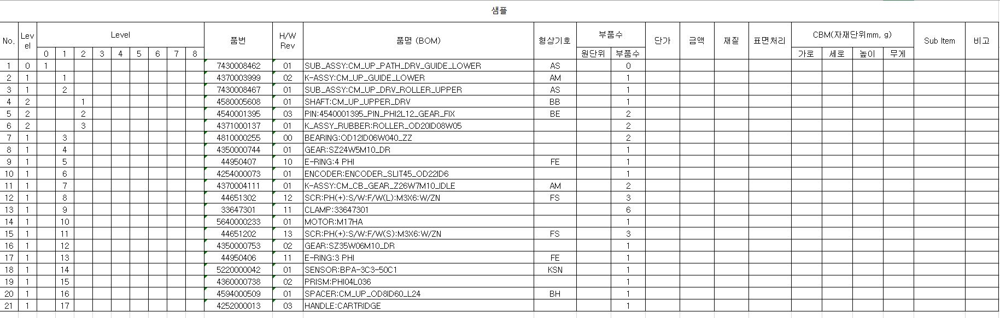 샘플
No. Level Level 품번 H/W Rev 품명 (BOM) 형상기호 부품수 단가 금액 재질 표면처리 CBM(자재단위mm, g) Sub Item 비고
0 1 2 3 4 5 6 7 8 원단위 부품수 가로 세로 높이 무게
1 0 1 7430008462 01 SUB_ASSY:CM_UP_PATH_DRV_GUIDE_LOWER AS 0
2 1 1 4370003999 02 K-ASSY:CM_UP_GUIDE_LOWER AM 1
3 1 2 7430008467 01 SUB_ASSY:CM_UP_DRV_ROLLER_UPPER AS 1
4 2 1 4580005608 01 SHAFT:CM_UP_UPPER_DRV BB 1
5 2 2 4540001395 03 PIN:4540001395_PIN_PHI2L12_GEAR_FIX BE 2
6 2 3 4371000137 01 K_ASSY_RUBBER:ROLLER_OD20ID08W05 2
7 1 3 4810000255 00 BEARING:OD12ID06W040_ZZ 2
8 1 4 4350000744 01 GEAR:SZ24W5M10_DR 1
9 1 5 44950407 10 E-RING:4 PHI FE 1
10 1 6 4254000073 01 ENCODER:ENCODER_SLIT45_OD22ID6 1
11 1 7 4370004111 01 K-ASSY:CM_CB_GEAR_Z26W7M10_IDLE AM 2
12 1 8 44651302 12 SCR:PH(+):S/W:F/W(L):M3X6:W/ZN FS 3
13 1 9 33647301 11 CLAMP:33647301 6
14 1 10 5640000233 01 MOTOR:M17HA 1
15 1 11 44651202 13 SCR:PH(+):S/W:F/W(S):M3X6:W/ZN FS 3
16 1 12 4350000753 02 GEAR:SZ35W06M10_DR 1
17 1 13 44950406 11 E-RING:3 PHI FE 1
18 1 14 5220000042 01 SENSOR:BPA-3C3-50C1 KSN 1
19 1 15 4360000738 02 PRISM:PHI04L036 1
20 1 16 4594000509 01 SPACER:CM_UP_OD8ID60_L24 BH 1
21 1 17 4252000013 03 HANDLE:CARTRIDGE 1